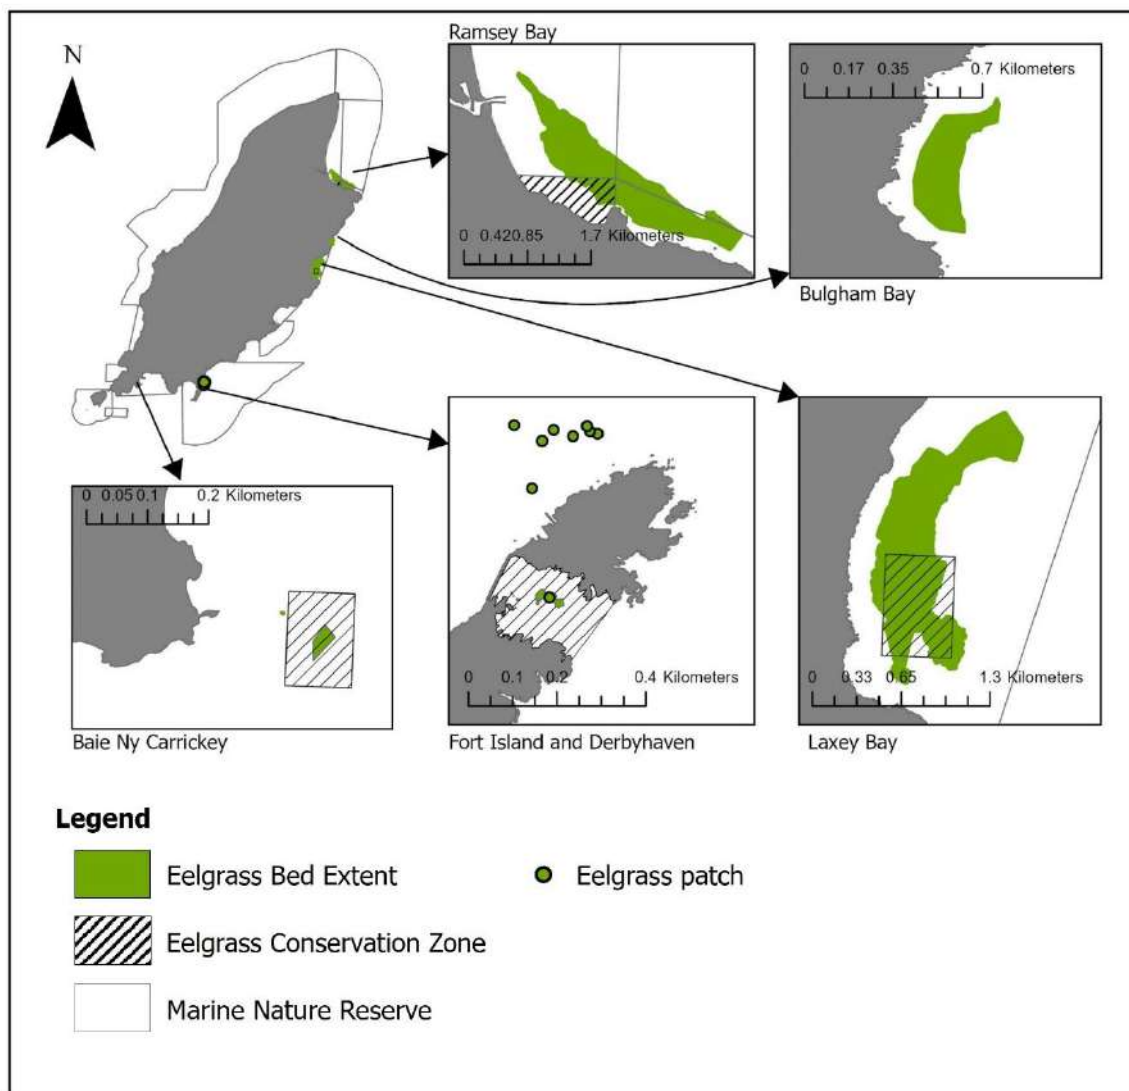 Ramsey Bay
N
0 0.420.85 1.7 Kilometers
0 0.17 0.35 0.7 Kilometers
Bulgham Bay
0 0.05 0.1 0.2 Kilometers
Baie Ny Carrickey
0 0.1 0.2 0.4 Kilometers
Fort Island and Derbyhaven
0 0.33 0.65 1.3 Kilometers
Laxey Bay
Legend
Eelgrass Bed Extent
Eelgrass patch
Eelgrass Conservation Zone
Marine Nature Reserve